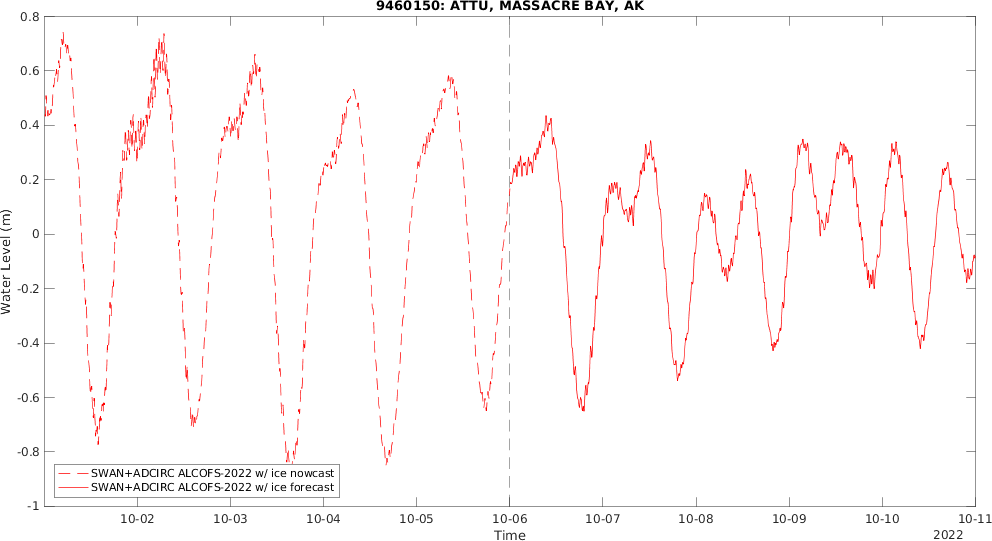 9460150: ATTU, MASSACRE BAY, AK
Water Level (m)
0.8
0.6
0.4
0.2
0
-0.2
-0.4
-0.6
-0.8
-1
SWAN+ADCIRC ALCOFS-2022 w/ ice nowcast
SWAN+ADCIRC ALCOFS-2022 w/ ice forecast
10-02 10-03 10-04 10-05 10-06 10-07 10-08 10-09 10-10 10-11
Time
2022